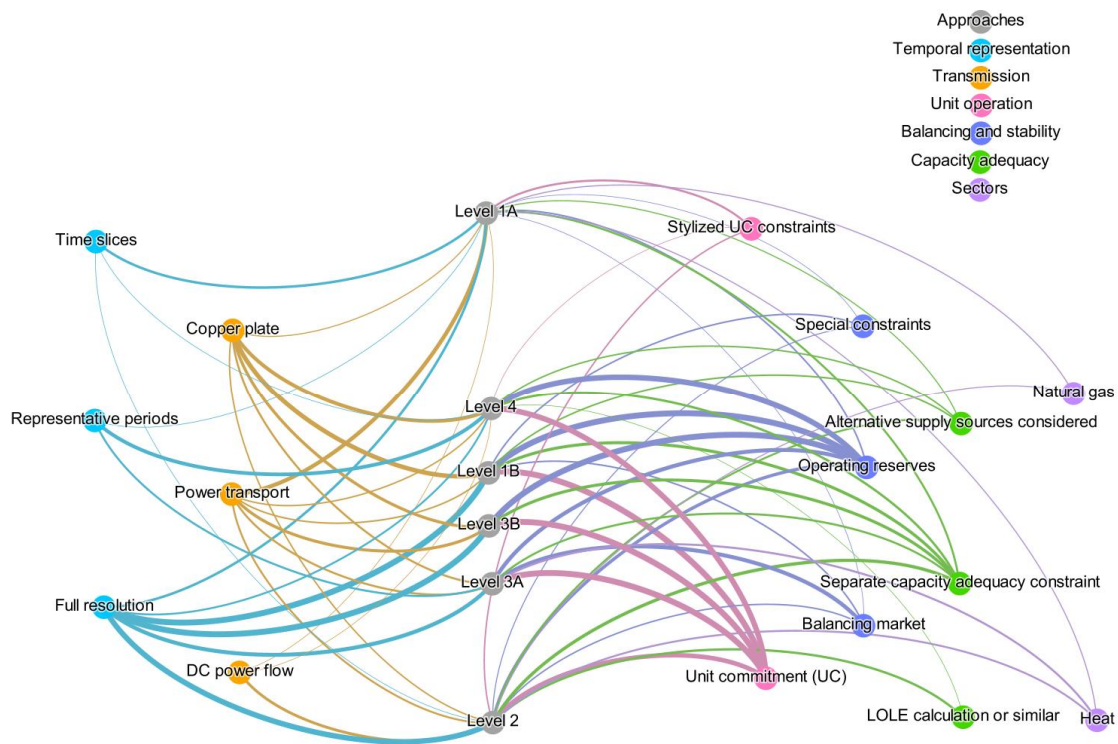 Approaches
Temporal representation
Transmission
Unit operation
Balancing and stability
Capacity adequacy
Sectors
Level 1A
Stylized UC constraints
Time slices
Special constraints
Copper plate
Natural gas
Level 4
Representative periods
Alternative supply sources considered
Level 1B
Operating reserves
Power transport
Level 3B
Level 3A
Separate capacity adequacy constraint
Full resolution
Balancing market
DC power flow
Unit commitment (UC)
Level 2
LOLE calculation or similar
Heat